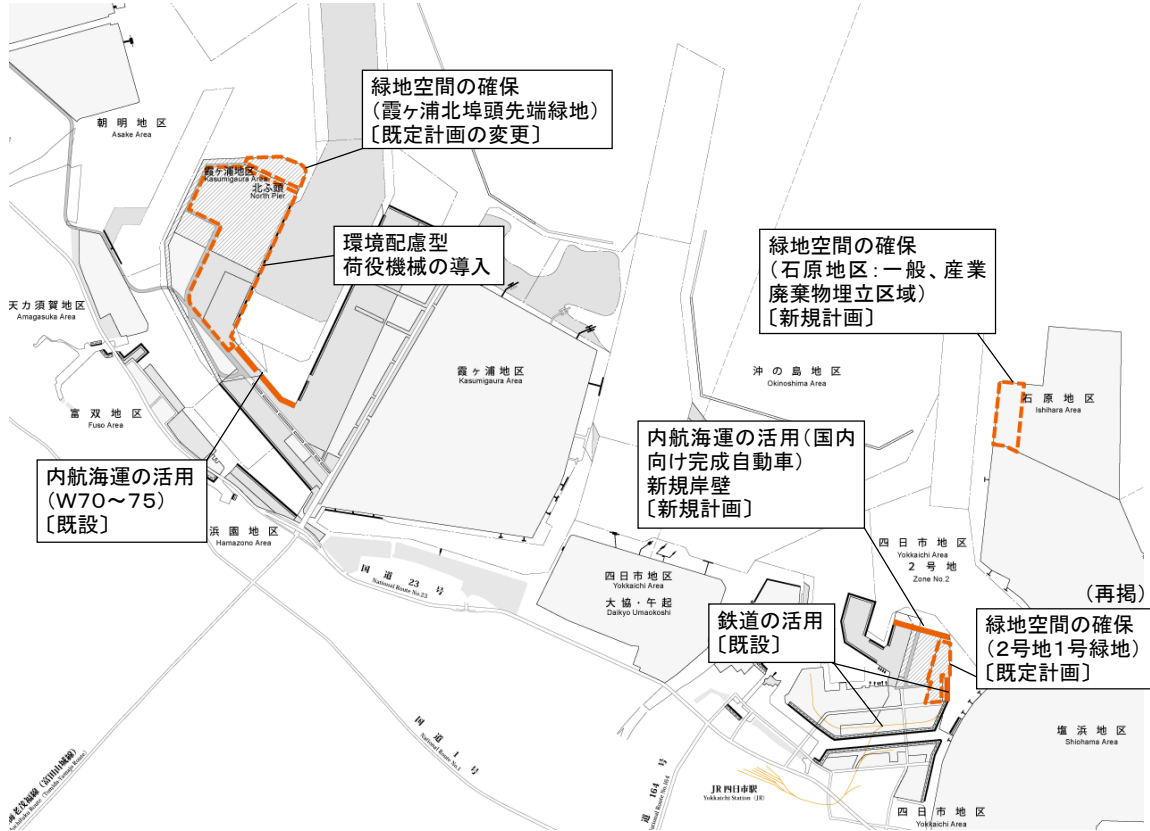 緑地空間の確保
(霞ヶ浦北埠頭先端緑地)
〔既定計画の変更〕
朝明地区
Asake Area
霞ヶ浦地区
Kasumigaura Area
北ふ頭
North Pier
環境配慮型
荷役機械の導入
緑地空間の確保
(石原地区:一般、産業
廃棄物埋立区域)
[新規計画]
天カ須賀地区
Amagasuka Area
霞ヶ浦地区
Kasumigaura Area
沖の島地区
Okinoshima Area
石原地区
Ishihara Area
富双地区
Fuso Area
内航海運の活用(国内
向け完成自動車)
新規岸壁
[新規計画]
内航海運の活用
(W70~75)
〔既設〕
浜園地区
Hamazono Area
国道23号
National Route No.23
四日市地区
Yokkaichi Area
大協・午起
Daikyo Umaokoshi
四日市地区
Yokkaichi Area
2号地
Zone No.2
(再掲)
緑地空間の確保
(2号地1号緑地)
〔既定計画〕
鉄道の活用
〔既設〕
塩浜地区
Shiohama Area
国道1号
National Route No.1
道164号
National Route No.164
JR四日市駅
Yokkaichi Station (JR)
四日市地区
Yokkaichi Area
海老茂福線(富田山城線)
(Tomida Yamajo Route)